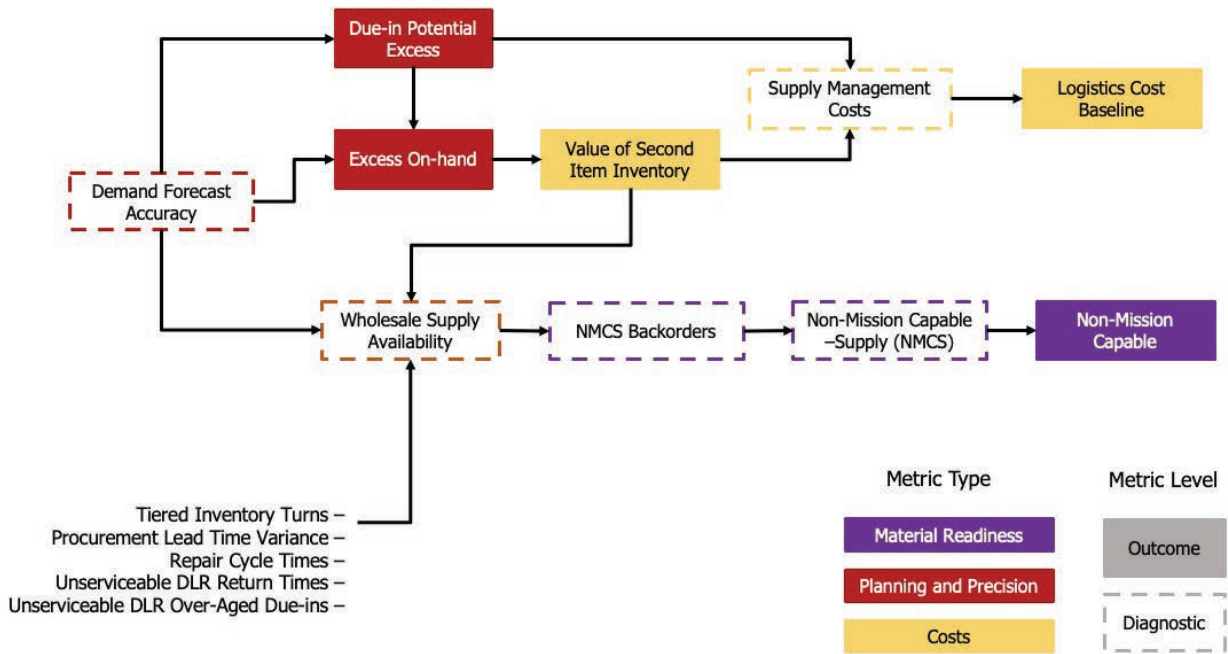 Due-in Potential
Excess
Supply Management
Costs
Logistics Cost
Baseline
Excess On-hand
Value of Second
Item Inventory
Demand Forecast
Accuracy
Wholesale Supply
Availability
NMCS Backorders
Non-Mission Capable
–Supply (NMCS)
Non-Mission
Capable
Tiered Inventory Turns –
Procurement Lead Time Variance –
Repair Cycle Times –
Unserviceable DLR Return Times –
Unserviceable DLR Over-Aged Due-ins –
Metric Type
Material Readiness
Planning and Precision
Costs
Metric Level
Outcome
Diagnostic